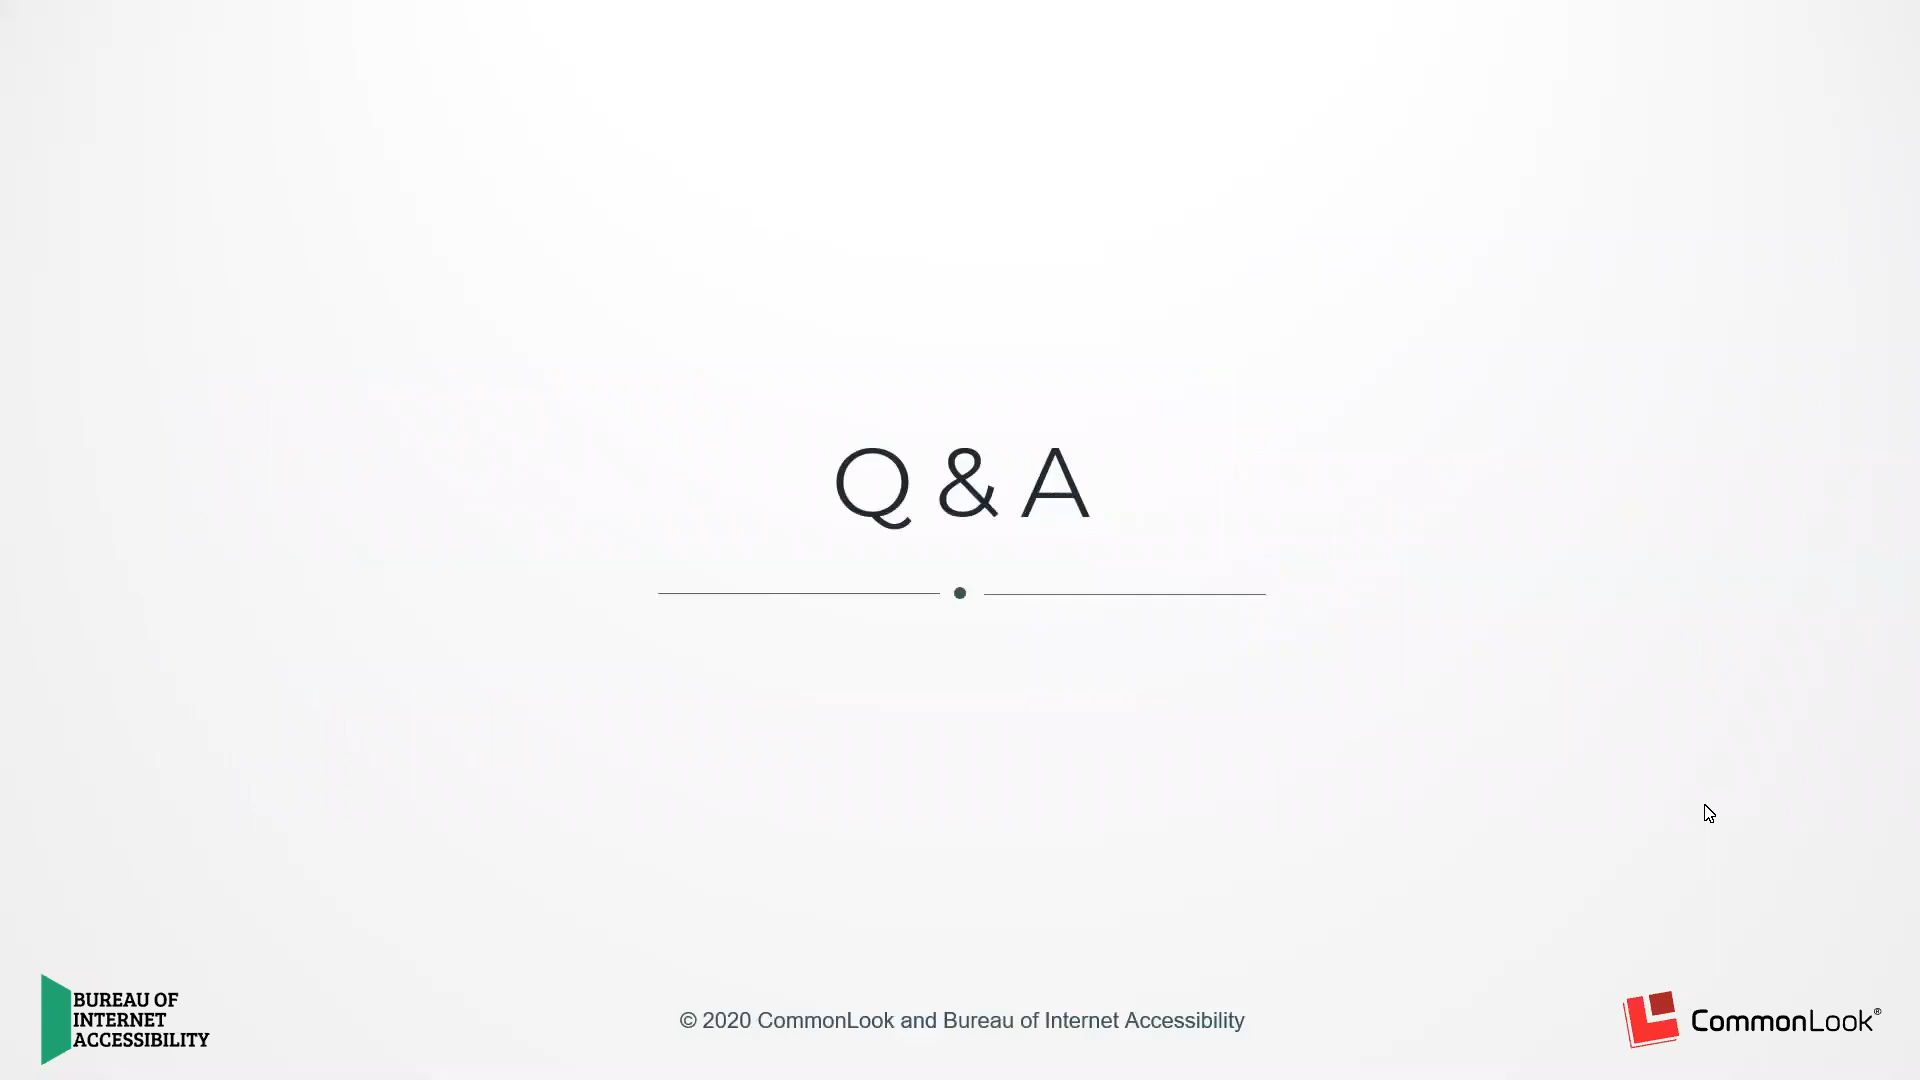 Q & A
BUREAU OF
INTERNET
ACCESSIBILITY
© 2020 CommonLook and Bureau of Internet Accessibility
CommonLook®